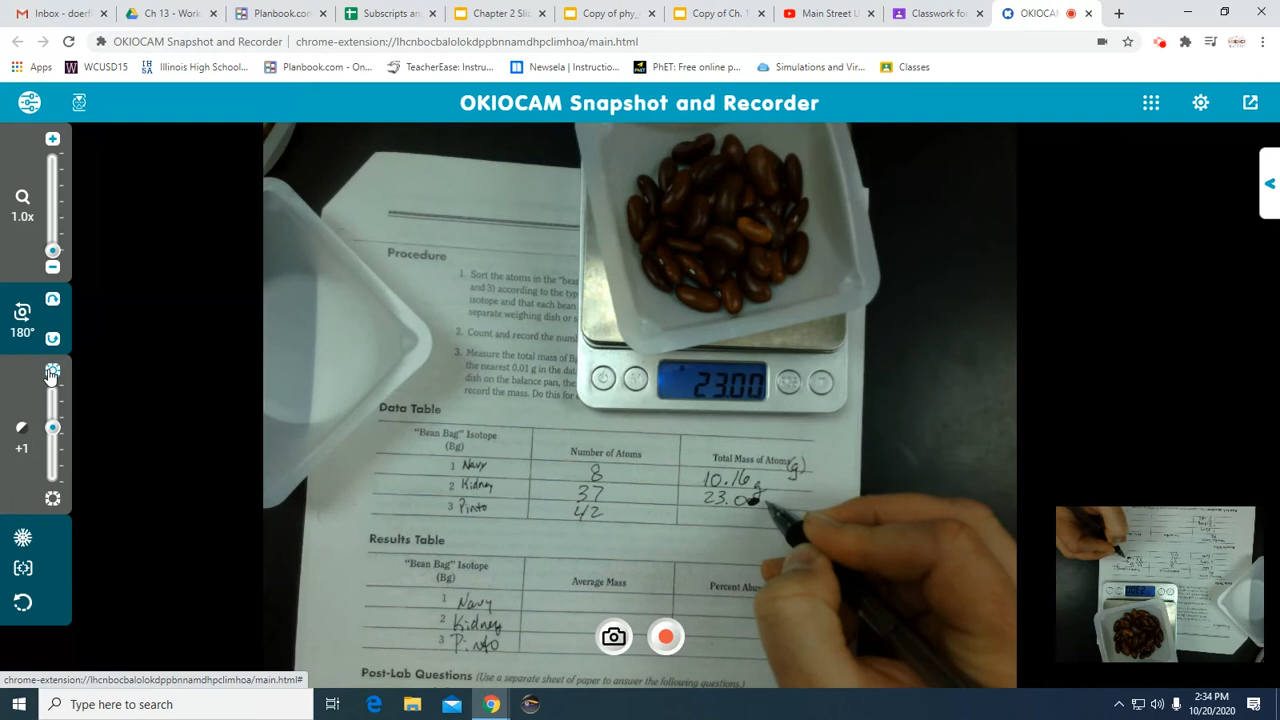 Inbox - doerf
Ch 13 - Work
Planbook.com
Subscripts an
Chapter 2 Slic
Copy of phy_
Copy of Ch. 1
Main Street U
Classwork for
OKIOCAM
OKIOCAM Snapshot and Recorder | chrome-extension://lhcnbocbalolokdppbnnamdhpclimhoa/main.html
Apps
WCUSD15
Illinois High School...
Planbook.com - On...
TeacherEase: Instru...
Newsela | Instructio...
PhET: Free online p...
Simulations and Vir...
Classes
OKIOCAM Snapshot and Recorder
1.0x
180°
+1
Procedure
1. Sort the atoms in the "bea
and 3) according to the typ
isotope and that each bean
separate weighing dish or s
2. Count and record the num
3. Measure the total mass of B
the nearest 0.01 g in the data
dish on the balance pan, the
record the mass. Do this for
23.00
Data Table
"Bean Bag" Isotope
(Bg)
Number of Atoms
Total Mass of Atoms (g)
1 Navy 8 10.16 g
2 Kidney 37 23.0
3 Pinto 42
Results Table
"Bean Bag" Isotope
(Bg)
Average Mass
Percent Abu
1 Navy
2 Kidney
3 Pinto
Post-Lab Questions (Use a separate sheet of paper to answer the following questions.)
chrome-extension://lhcnbocbalolokdppbnnamdhpclimhoa/main.html#
Type here to search
2:34 PM
10/20/2020